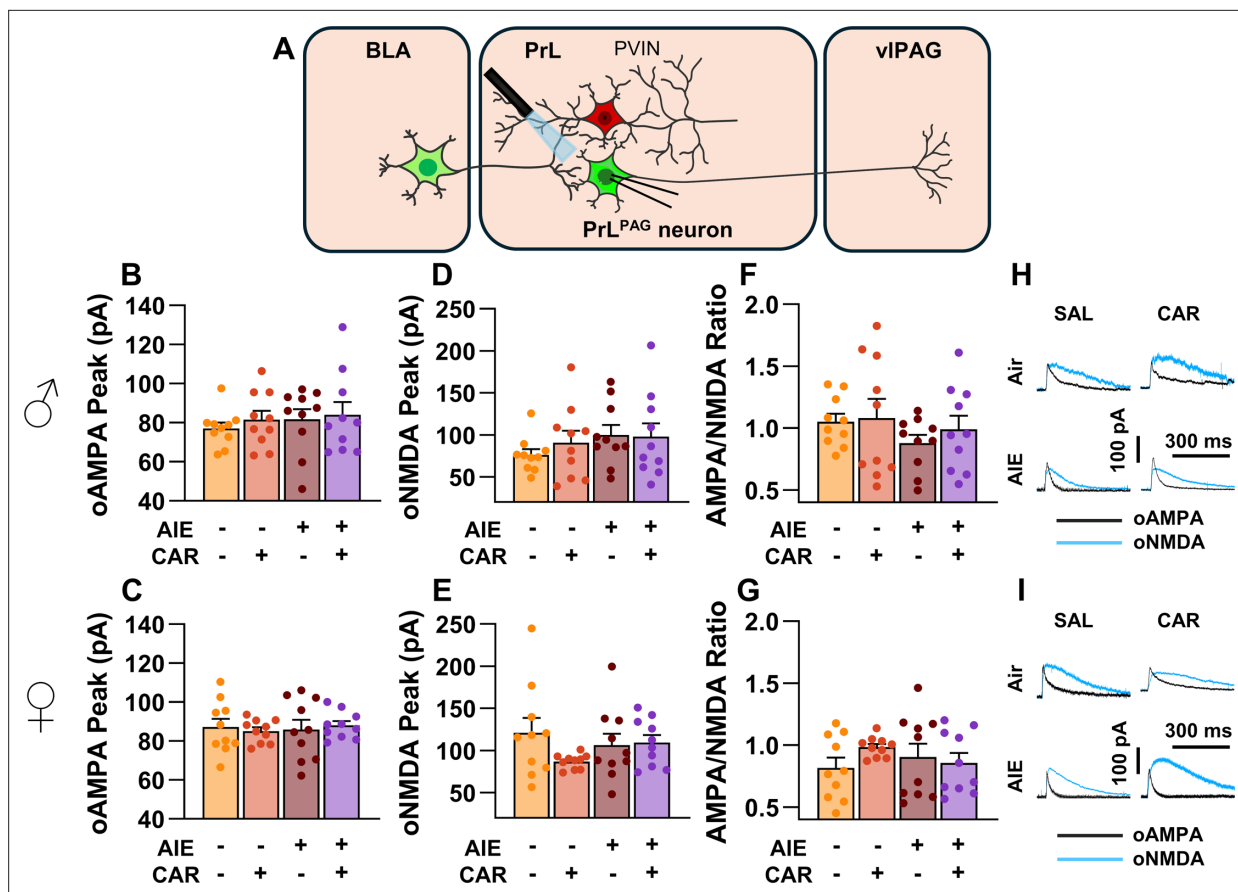 A
BLA
PrL
PVIN
vlPAG
PrLPAG neuron
♂
B
oAMPA Peak (pA)
140
120
100
80
60
40
AIE - - + +
CAR - + - +
D
oNMDA Peak (pA)
250
200
150
100
50
AIE - - + +
CAR - + - +
F
AMPA/NMDA Ratio
2.0
1.5
1.0
0.5
AIE - - + +
CAR - + - +
H
SAL CAR
Air
AIE
100 pA
300 ms
oAMPA
oNMDA
♀
C
oAMPA Peak (pA)
140
120
100
80
60
40
AIE - - + +
CAR - + - +
E
oNMDA Peak (pA)
250
200
150
100
50
AIE - - + +
CAR - + - +
G
AMPA/NMDA Ratio
2.0
1.5
1.0
0.5
AIE - - + +
CAR - + - +
I
SAL CAR
Air
AIE
100 pA
300 ms
oAMPA
oNMDA